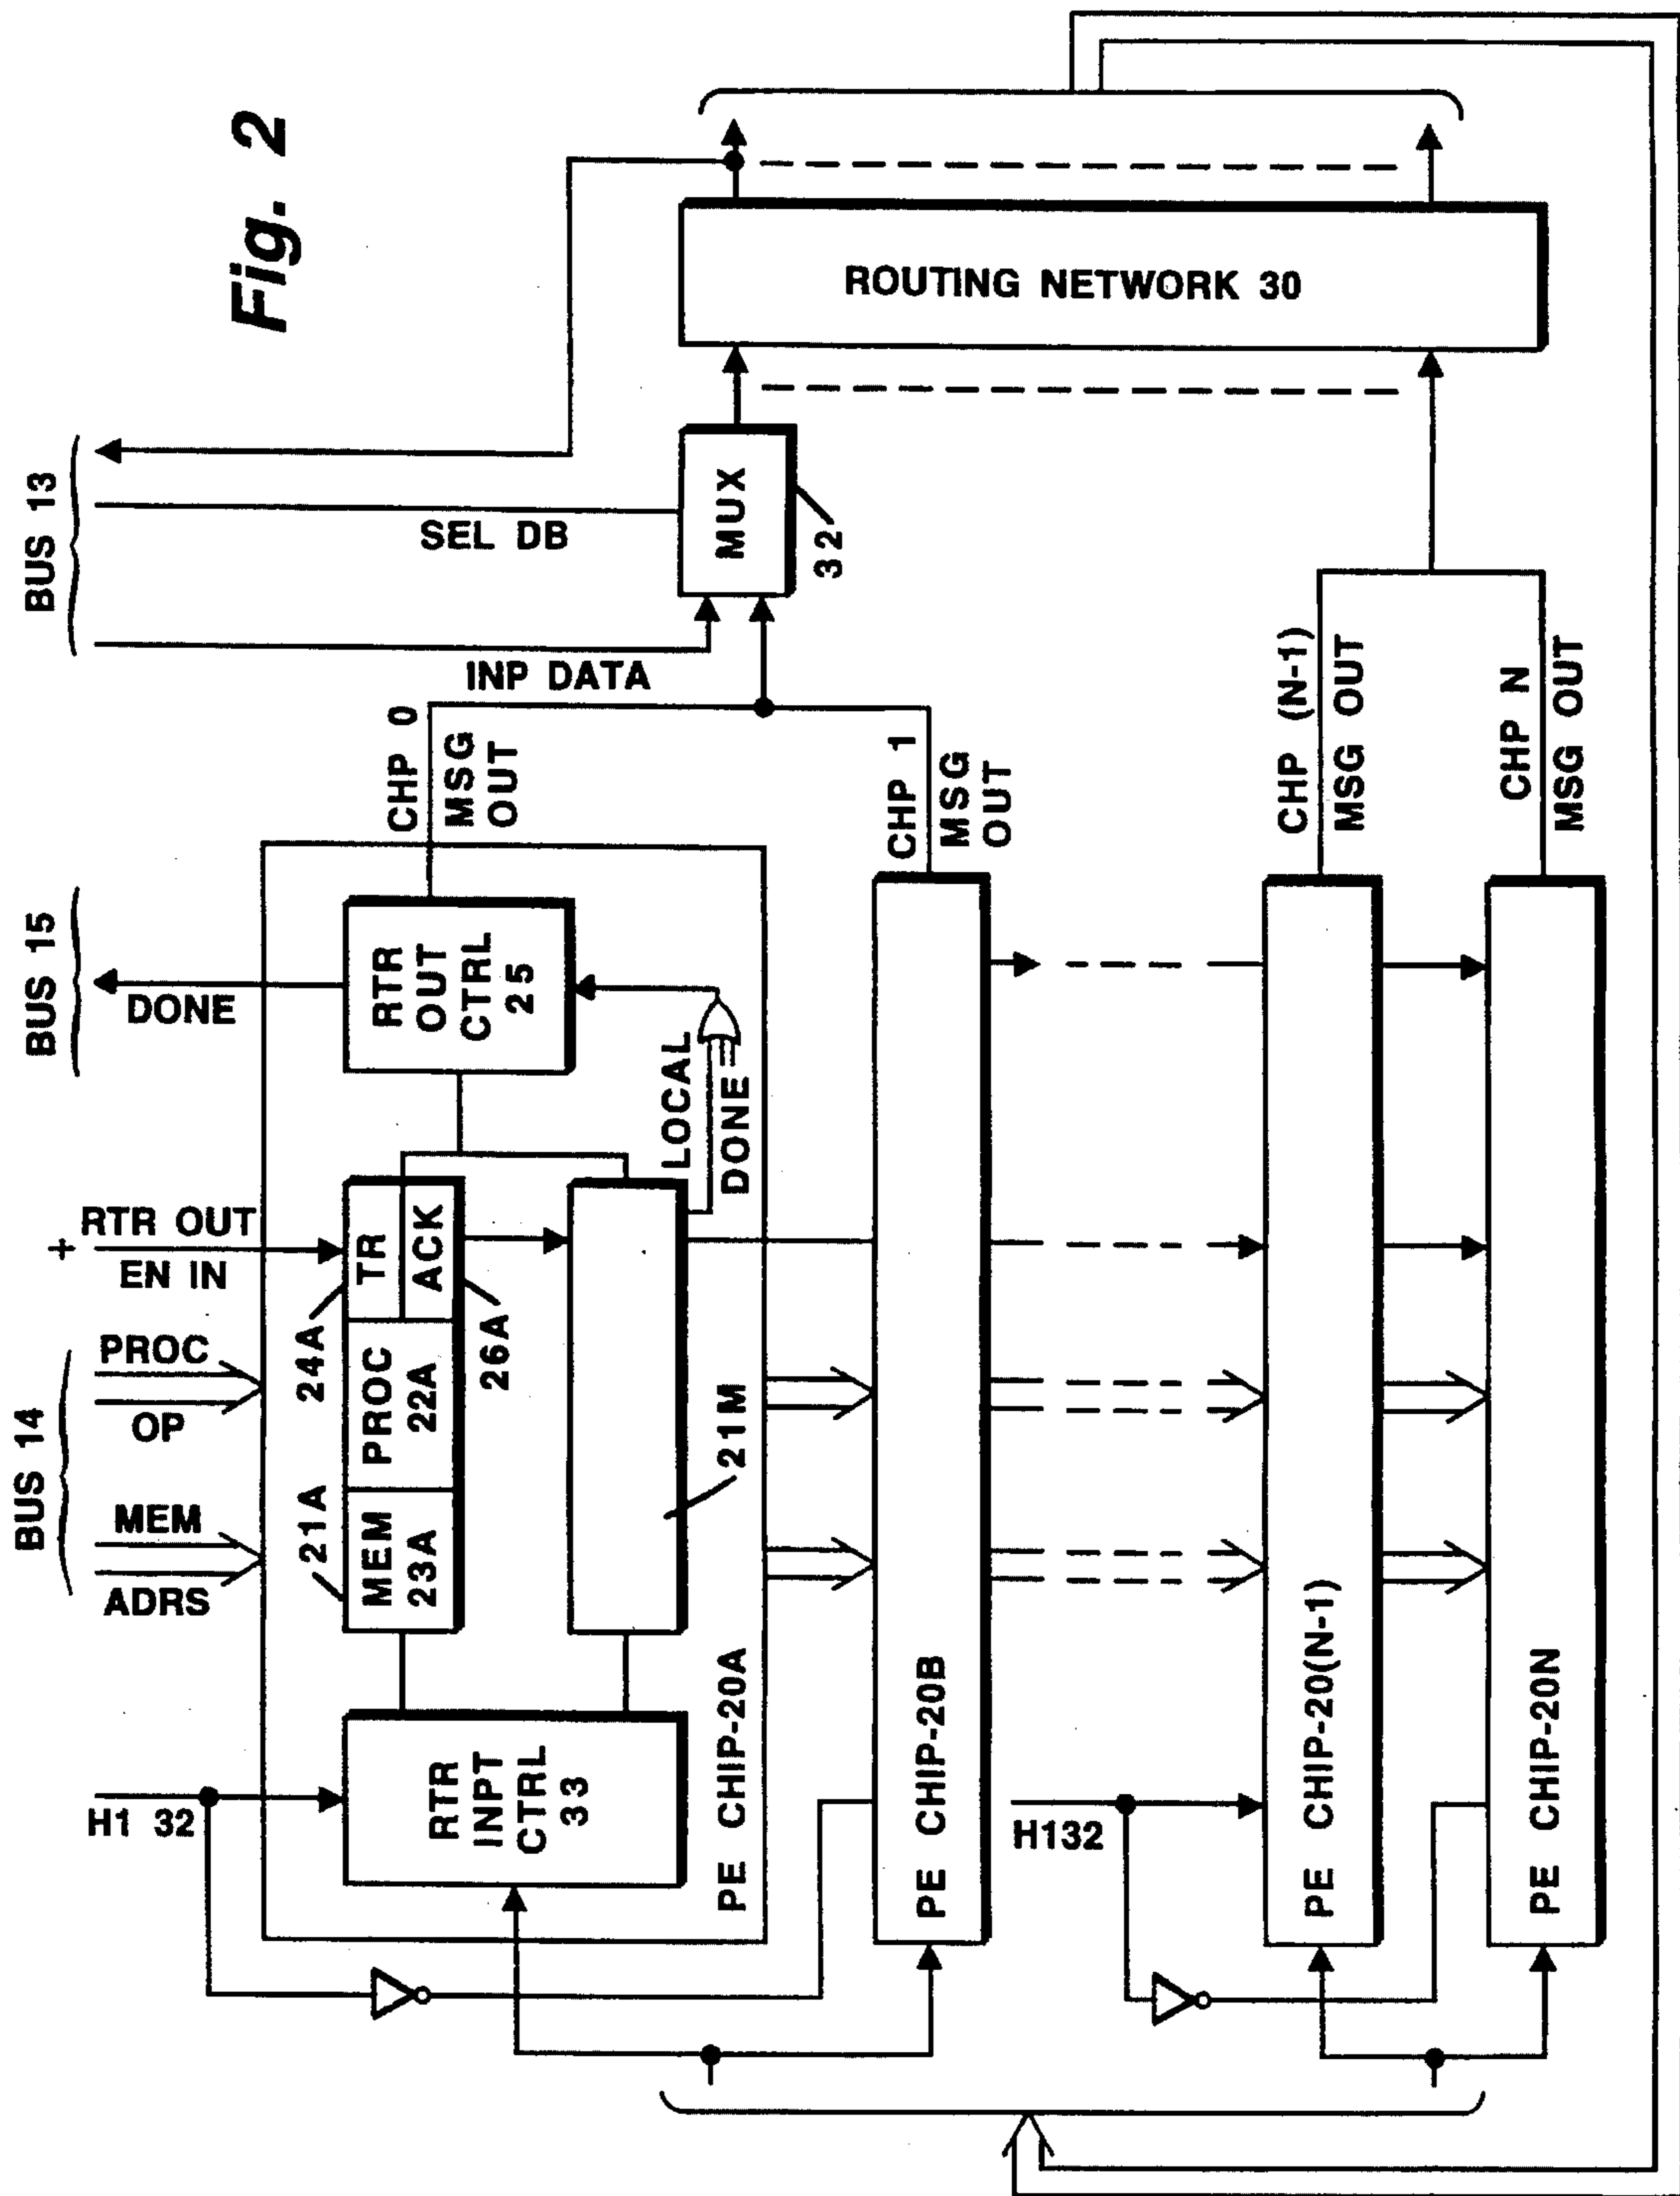 Fig. 2
BUS 14
MEM
ADRS
PROC
OP
+
RTR OUT
EN IN
BUS 15
DONE
BUS 13
INP DATA
SEL DB
H1 32
RTR
INPT
CTRL
33
21A
MEM
23A
PROC
22A
24A
TR
ACK
26A
21M
RTR
OUT
CTRL
25
LOCAL
DONE
PE CHIP-20A
CHP 0
MSG
OUT
MUX
32
ROUTING NETWORK 30
PE CHIP-20B
CHP 1
MSG
OUT
H132
PE CHIP-20(N-1)
CHP (N-1)
MSG OUT
PE CHIP-20N
CHP N
MSG OUT